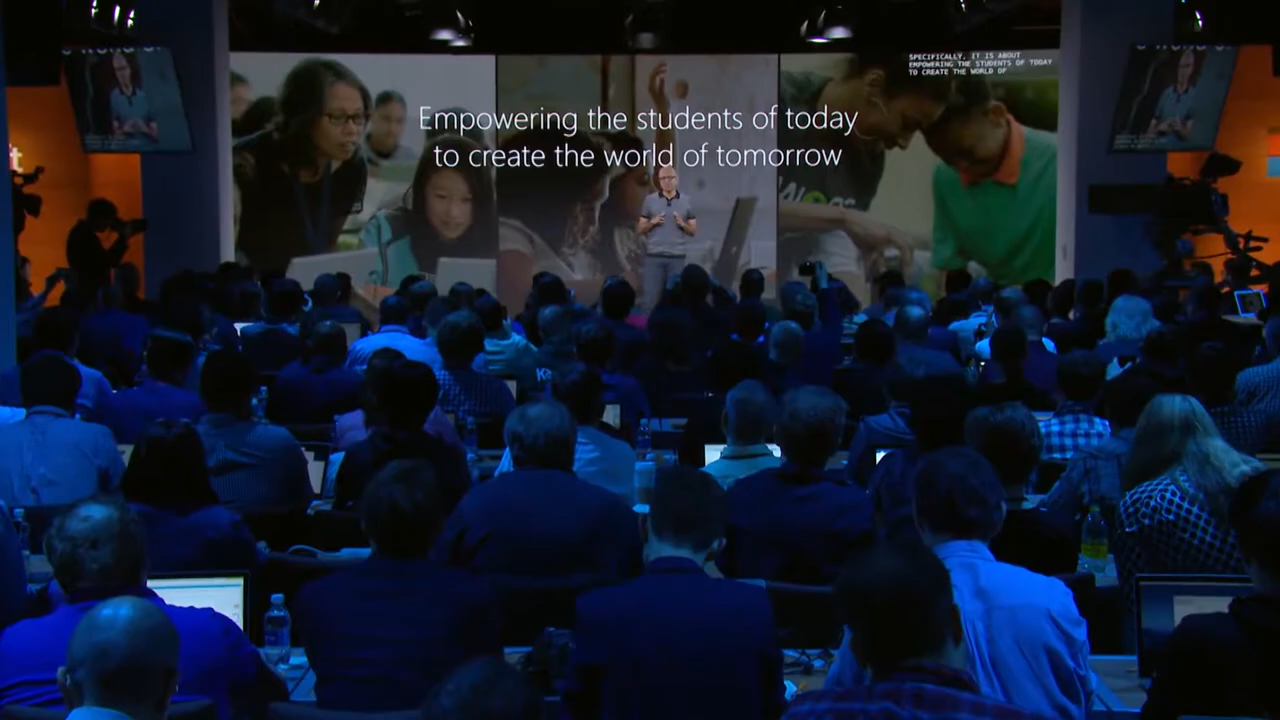 Empowering the students of today
to create the world of tomorrow
SPECIFICALLY, IT IS ABOUT
EMPOWERING THE STUDENTS OF TODAY
TO CREATE THE WORLD OF